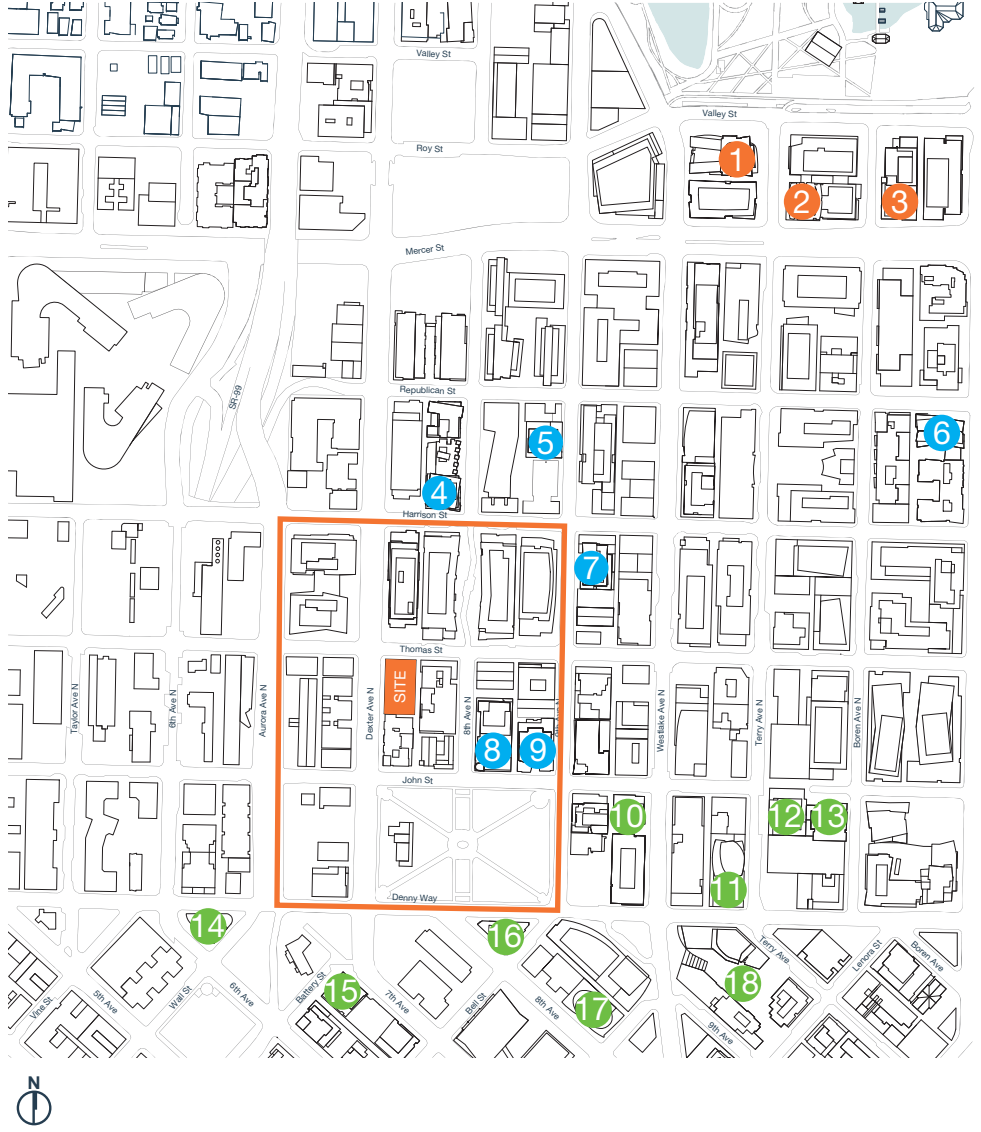 Valley St
Valley St
Roy St
1
2
3
Mercer St
SR-99
Republican St
4
5
6
Harrison St
7
Thomas St
SITE
Taylor Ave N
6th Ave N
Aurora Ave N
Dexter Ave N
8th Ave N
Westlake Ave N
Terry Ave N
Boren Ave N
8
9
John St
10
11
12
13
Denny Way
14
15
16
17
18
Vine St
5th Ave
Wall St
6th Ave
Battery St
7th Ave
Bell St
8th Ave
9th Ave
Terry Ave
Lenora St
Boren Ave
N